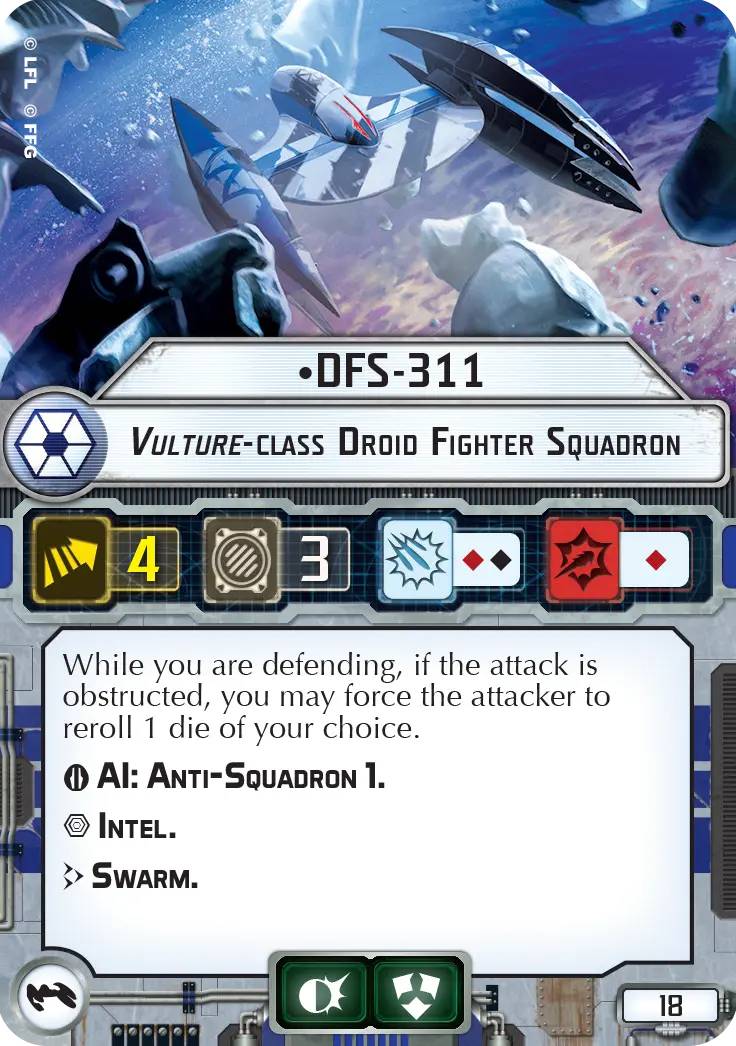 © LFL © FFG
•DFS-311
VULTURE-CLASS DROID FIGHTER SQUADRON
4
3
While you are defending, if the attack is
obstructed, you may force the attacker to
reroll 1 die of your choice.
AI: ANTI-SQUADRON 1.
INTEL.
SWARM.
18